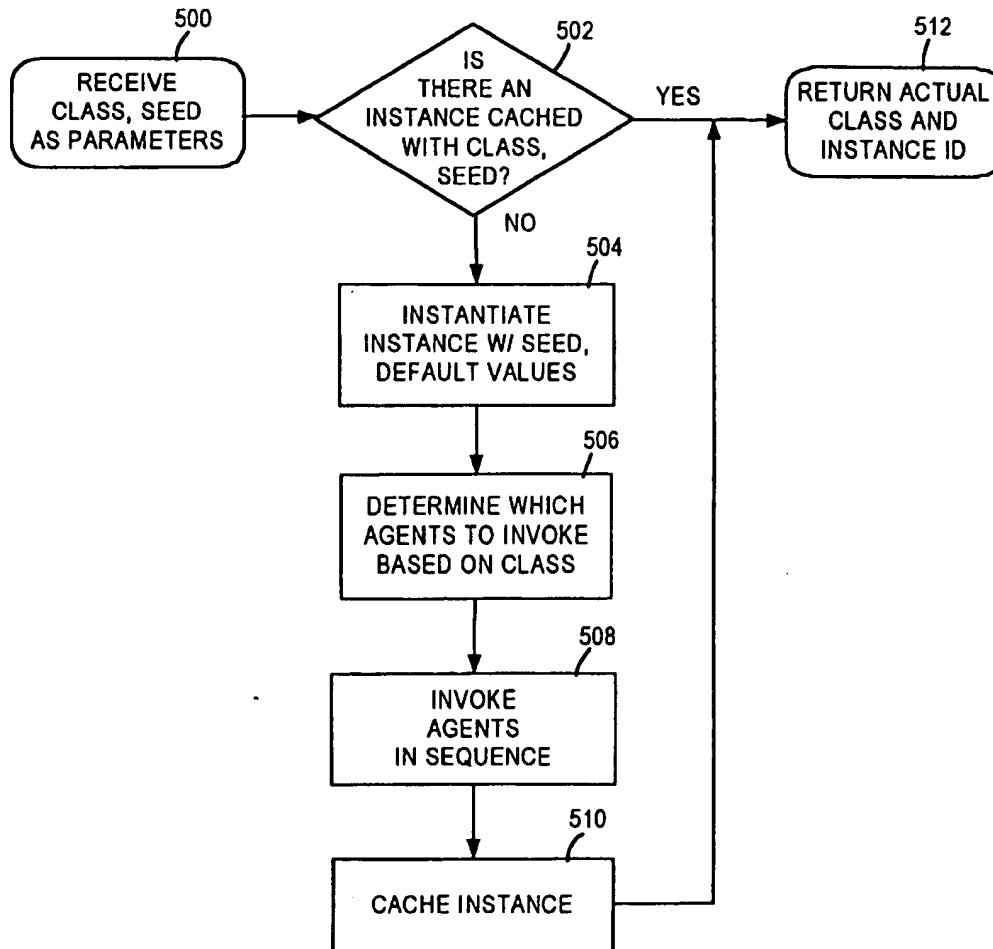 500
RECEIVE
CLASS, SEED
AS PARAMETERS
502
IS
THERE AN
INSTANCE CACHED
WITH CLASS,
SEED?
YES
NO
512
RETURN ACTUAL
CLASS AND
INSTANCE ID
504
INSTANTIATE
INSTANCE W/ SEED,
DEFAULT VALUES
506
DETERMINE WHICH
AGENTS TO INVOKE
BASED ON CLASS
508
INVOKE
AGENTS
IN SEQUENCE
510
CACHE INSTANCE